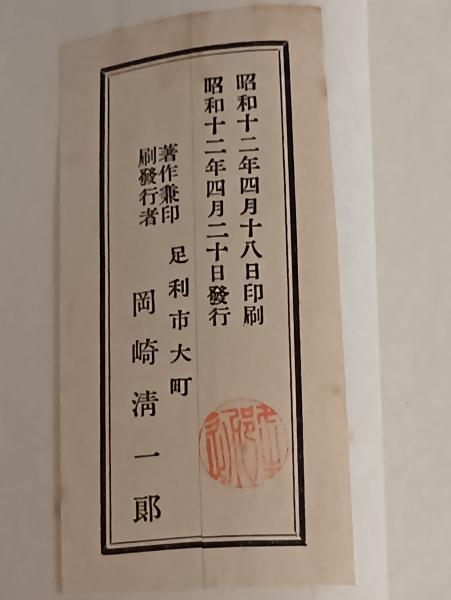 昭和十二年四月十八日印刷
昭和十二年四月二十日發行
著作兼印
刷發行者
足利市大町
岡崎淸一郞